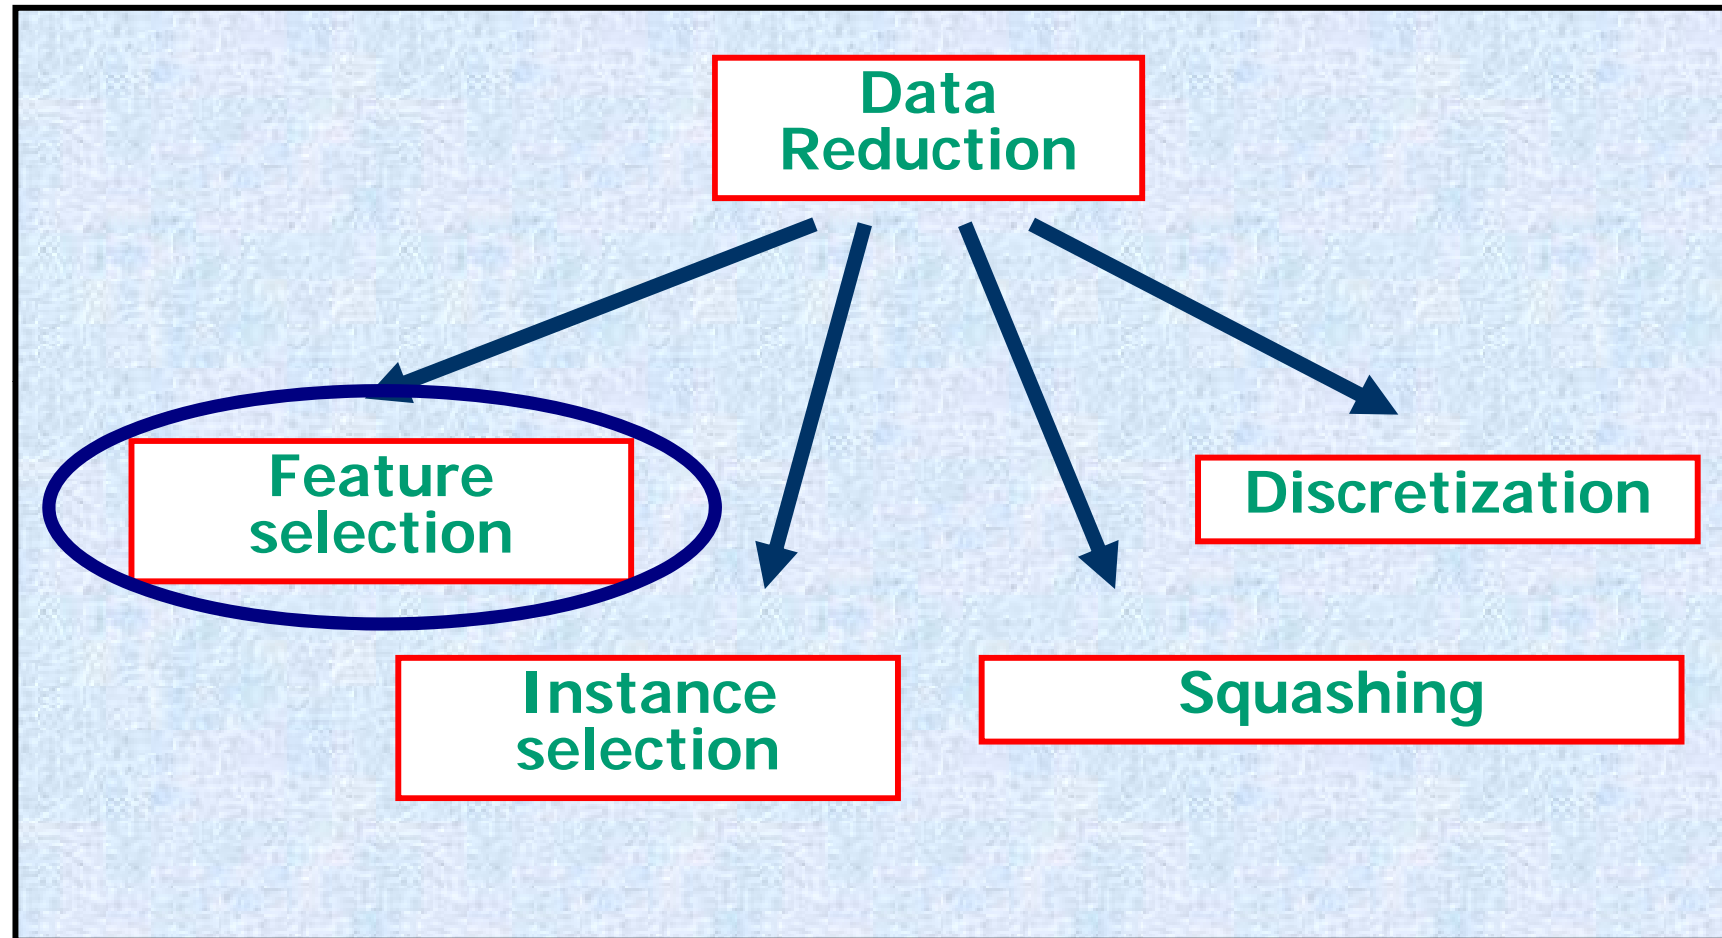 Data
Reduction
Feature
selection
Discretization
Instance
selection
Squashing